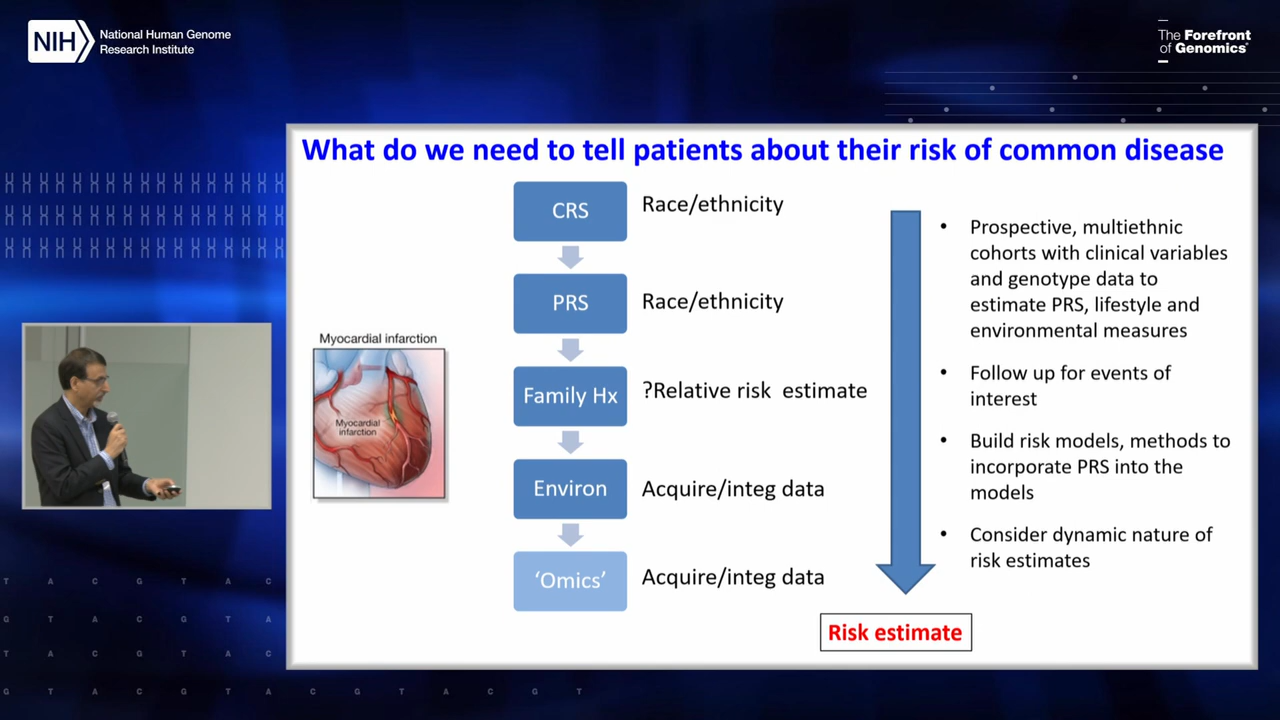 NIH
National Human Genome
Research Institute
The Forefront
of Genomics®
What do we need to tell patients about their risk of common disease
CRS
Race/ethnicity
PRS
Race/ethnicity
Family Hx
?Relative risk estimate
Environ
Acquire/integ data
'Omics'
Acquire/integ data
Myocardial infarction
Myocardial
infarction
• Prospective, multiethnic
cohorts with clinical variables
and genotype data to
estimate PRS, lifestyle and
environmental measures
• Follow up for events of
interest
• Build risk models, methods to
incorporate PRS into the
models
• Consider dynamic nature of
risk estimates
Risk estimate
T A C G T A C
G T A C G T A
T A C G T A C
G T A C G T A C G T A C G T